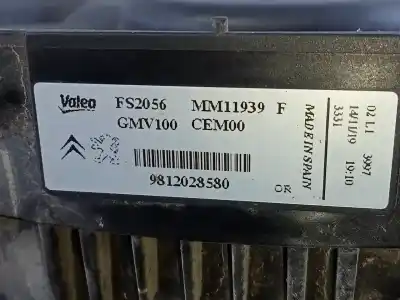 Valeo FS2056 MM11939 F
GMV100 CEM00
9812028580
OR
MADE IN SPAIN
02 L1 3997
14/11/19 19:10
3331